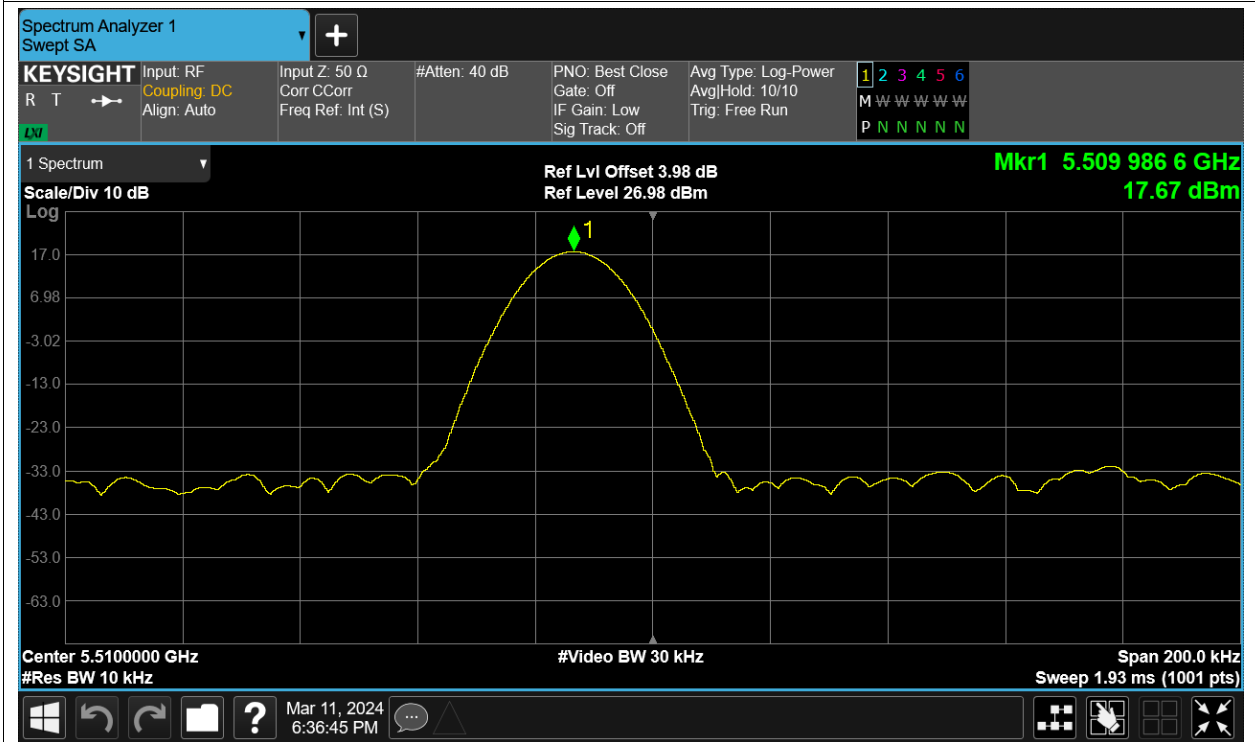 Spectrum Analyzer 1
Swept SA
KEYSIGHT
R T
LXI
Input: RF
Coupling: DC
Align: Auto
Input Z: 50 Ω
Corr CCorr
Freq Ref: Int (S)
#Atten: 40 dB
PNO: Best Close
Gate: Off
IF Gain: Low
Sig Track: Off
Avg Type: Log-Power
Avg|Hold: 10/10
Trig: Free Run
1 2 3 4 5 6
M W W W W W
P N N N N N
1 Spectrum
Scale/Div 10 dB
Log
Ref Lvl Offset 3.98 dB
Ref Level 26.98 dBm
Mkr1 5.509 986 6 GHz
17.67 dBm
1
17.0
6.98
-3.02
-13.0
-23.0
-33.0
-43.0
-53.0
-63.0
Center 5.5100000 GHz
#Res BW 10 kHz
#Video BW 30 kHz
Span 200.0 kHz
Sweep 1.93 ms (1001 pts)
?
Mar 11, 2024
6:36:45 PM